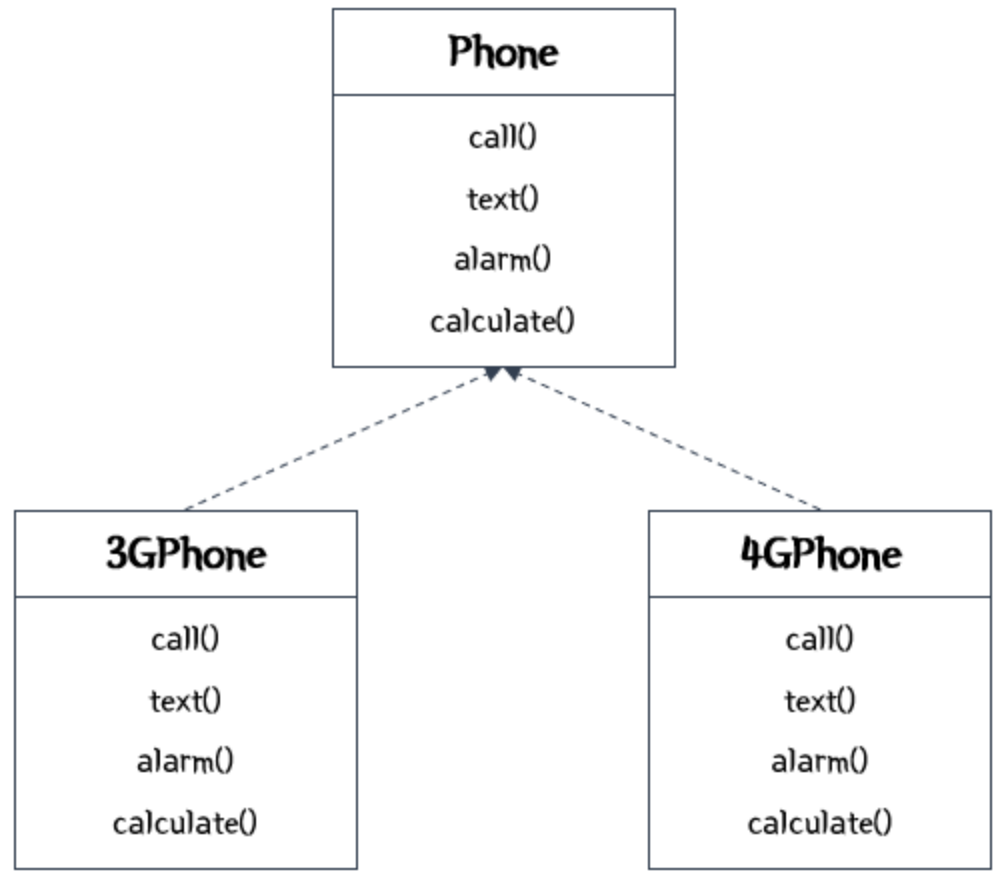 Phone
call()
text()
alarm()
calculate()
3GPhone
call()
text()
alarm()
calculate()
4GPhone
call()
text()
alarm()
calculate()